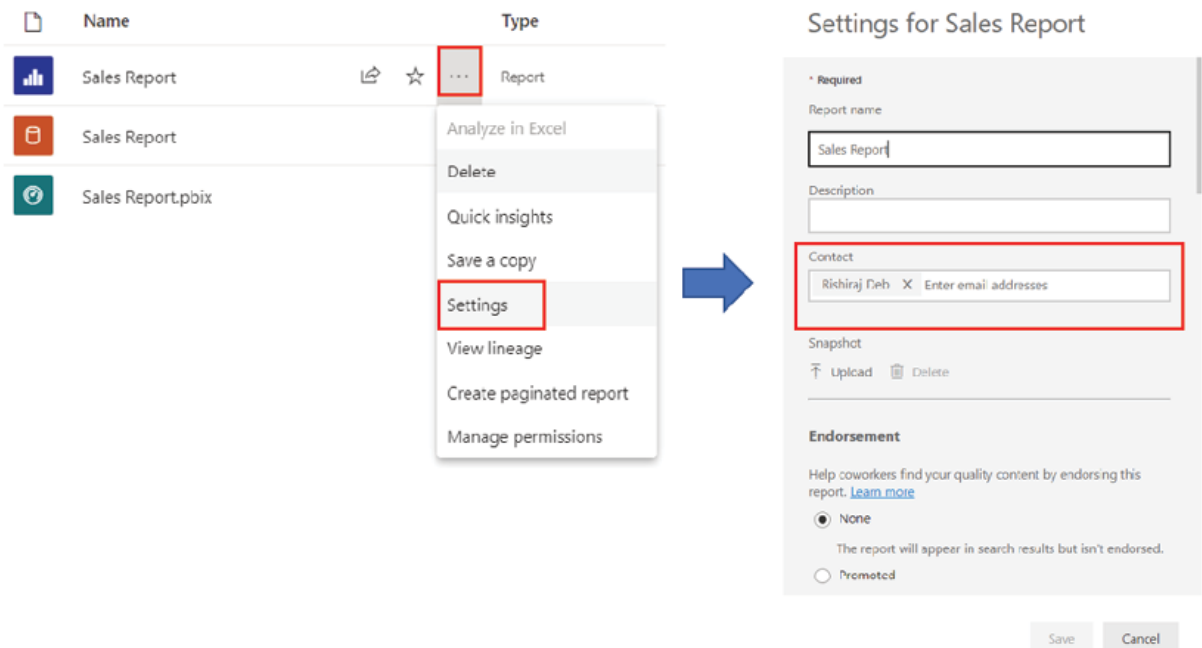 Name
Type
Sales Report
...
Report
Sales Report
Sales Report.pbix
Analyze in Excel
Delete
Quick insights
Save a copy
Settings
View lineage
Create paginated report
Manage permissions
Settings for Sales Report
* Required
Report name
Sales Report
Description
Contact
Rishiraj Deb X Enter email addresses
Snapshot
Upload Delete
Endorsement
Help coworkers find your quality content by endorsing this
report. Learn more
None
The report will appear in search results but isn't endorsed.
Promoted
Save Cancel